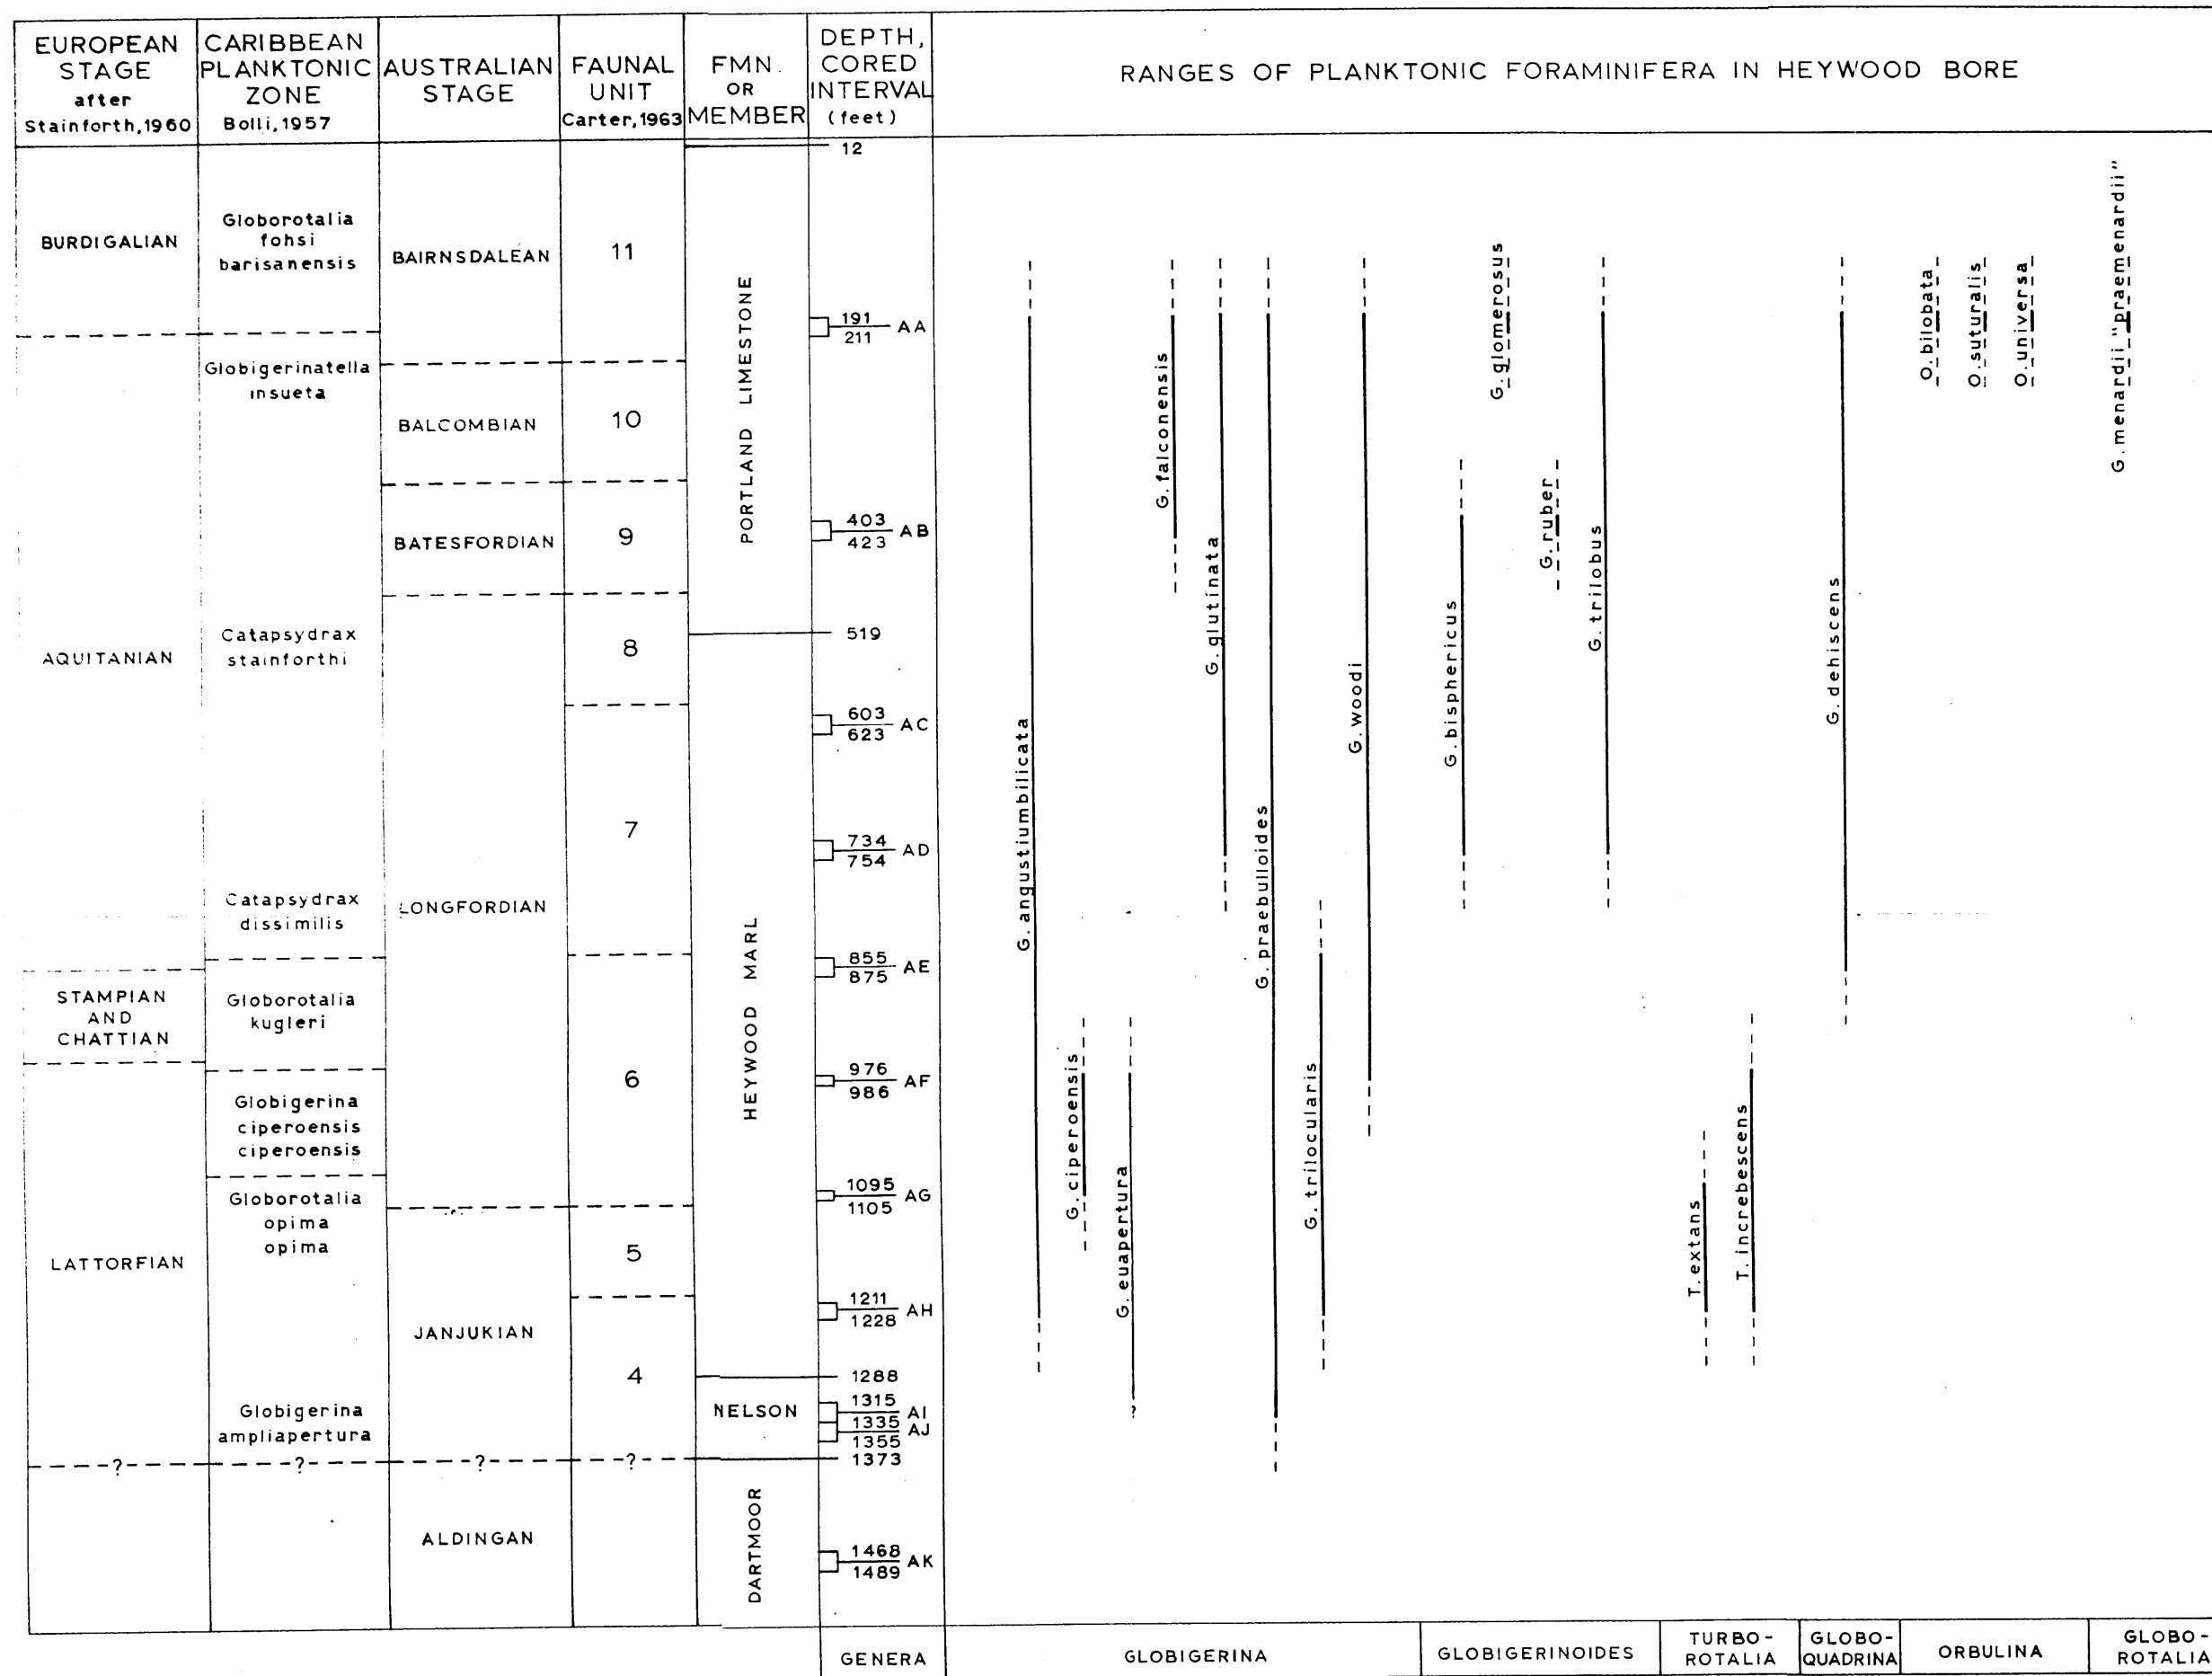 EUROPEAN
STAGE
after
Stainforth,1960
CARIBBEAN
PLANKTONIC
ZONE
Bolli,1957
AUSTRALIAN
STAGE
FAUNAL
UNIT
Carter,1963
FMN.
OR
MEMBER
DEPTH,
CORED
INTERVAL
(feet)
RANGES OF PLANKTONIC FORAMINIFERA IN HEYWOOD BORE
BURDIGALIAN
AQUITANIAN
STAMPIAN
AND
CHATTIAN
LATTORFIAN
?
Globorotalia
fohsi
barisanensis
Globigerinatella
insueta
Catapsydrax
stainforthi
Catapsydrax
dissimilis
Globorotalia
kugleri
Globigerina
ciperoensis
ciperoensis
Globorotalia
opima
opima
Globigerina
ampliapertura
?
BAIRNSDALEAN
BALCOMBIAN
BATESFORDIAN
LONGFORDIAN
JANJUKIAN
?
ALDINGAN
11
10
9
8
7
6
5
4
?
PORTLAND LIMESTONE
HEYWOOD MARL
NELSON
DARTMOOR
12
191
211
AA
403
423
AB
519
603
623
AC
734
754
AD
855
875
AE
976
986
AF
1095
1105
AG
1211
1228
AH
1288
1315
AI
1335
AJ
1355
1373
1468
1489
AK
G. angustiumbilicata
G. ciperoensis
G. euapertura
?
G. falconensis
G. glutinata
G. praebulloides
G. trilocularis
G. woodi
G. bisphericus
G. glomerosus
G. ruber
G. trilobus
T. extans
T. increbescens
G. dehiscens
O. bilobata
O. suturalis
O. universa
G. menardii "praemenardii"
GENERA
GLOBIGERINA
GLOBIGERINOIDES
TURBO-
ROTALIA
GLOBO-
QUADRINA
ORBULINA
GLOBO-
ROTALIA